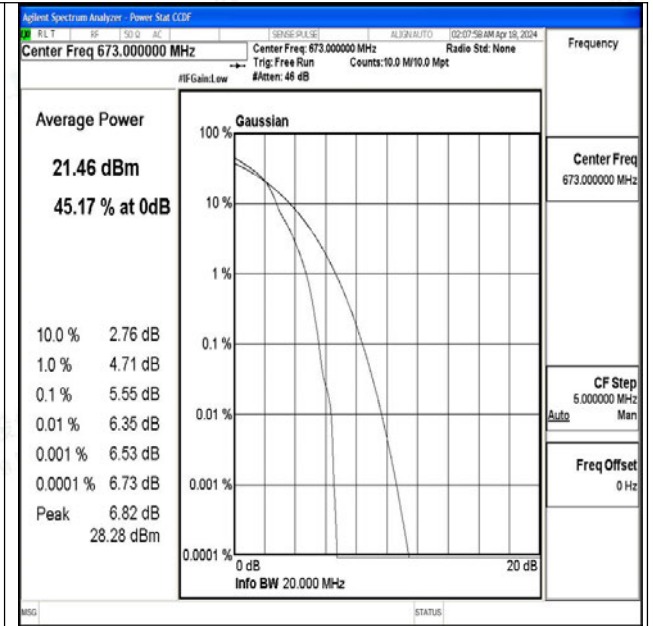 Agilent Spectrum Analyzer - Power Stat CCDF
RL T RF 50 Ω AC SENSE:PULSE ALIGN AUTO 02:07:58 AM Apr 18, 2024
Center Freq 673.000000 MHz
Center Freq: 673.000000 MHz Radio Std: None
Trig: Free Run Counts:10.0 M/10.0 Mpt
#IFGain:Low #Atten: 46 dB
Frequency
Average Power
21.46 dBm
45.17 % at 0dB
10.0 % 2.76 dB
1.0 % 4.71 dB
0.1 % 5.55 dB
0.01 % 6.35 dB
0.001 % 6.53 dB
0.0001 % 6.73 dB
Peak 6.82 dB
28.28 dBm
Gaussian
100 %
10 %
1 %
0.1 %
0.01 %
0.001 %
0.0001 %
0 dB 20 dB
Info BW 20.000 MHz
Center Freq
673.000000 MHz
CF Step
5.000000 MHz
Auto Man
Freq Offset
0 Hz
MSG STATUS